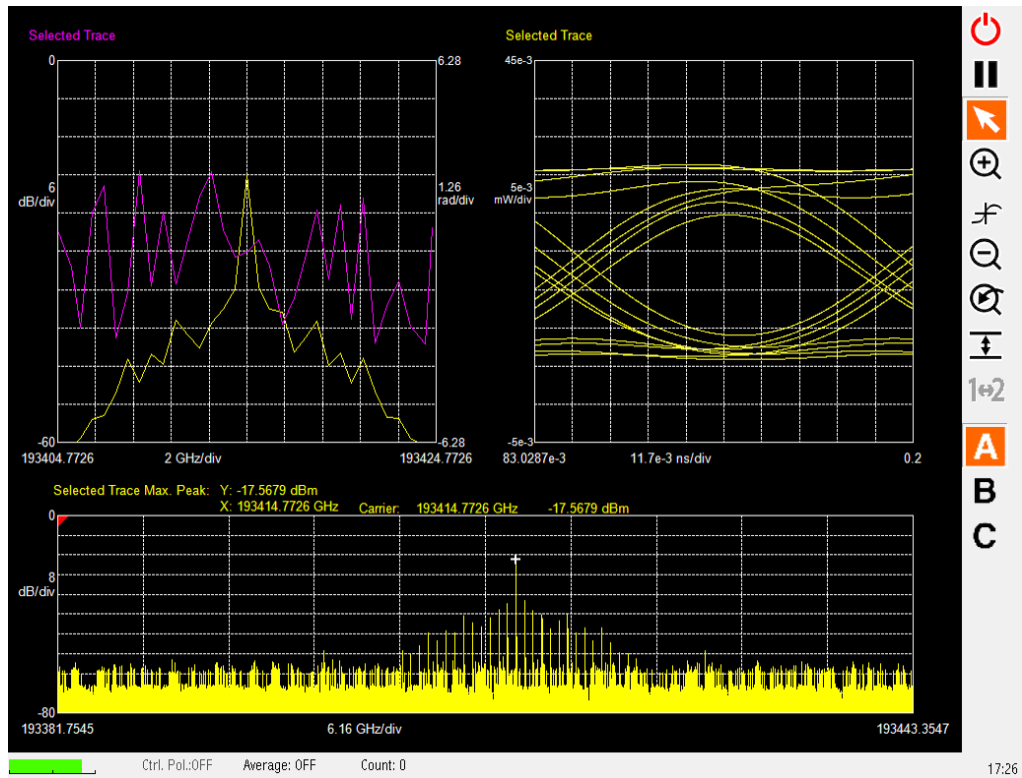 Selected Trace
0
6.28
6
dB/div
1.26
rad/div
-60
-6.28
193404.7726
2 GHz/div
193424.7726
Selected Trace
45e-3
5e-3
mW/div
-5e-3
83.0287e-3
11.7e-3 ns/div
0.2
Selected Trace Max. Peak: Y: -17.5679 dBm
X: 193414.7726 GHz Carrier: 193414.7726 GHz -17.5679 dBm
0
8
dB/div
-80
193381.7545
6.16 GHz/div
193443.3547
1⇔2
A
B
C
Ctrl. Pol.:OFF Average: OFF Count: 0
17:26